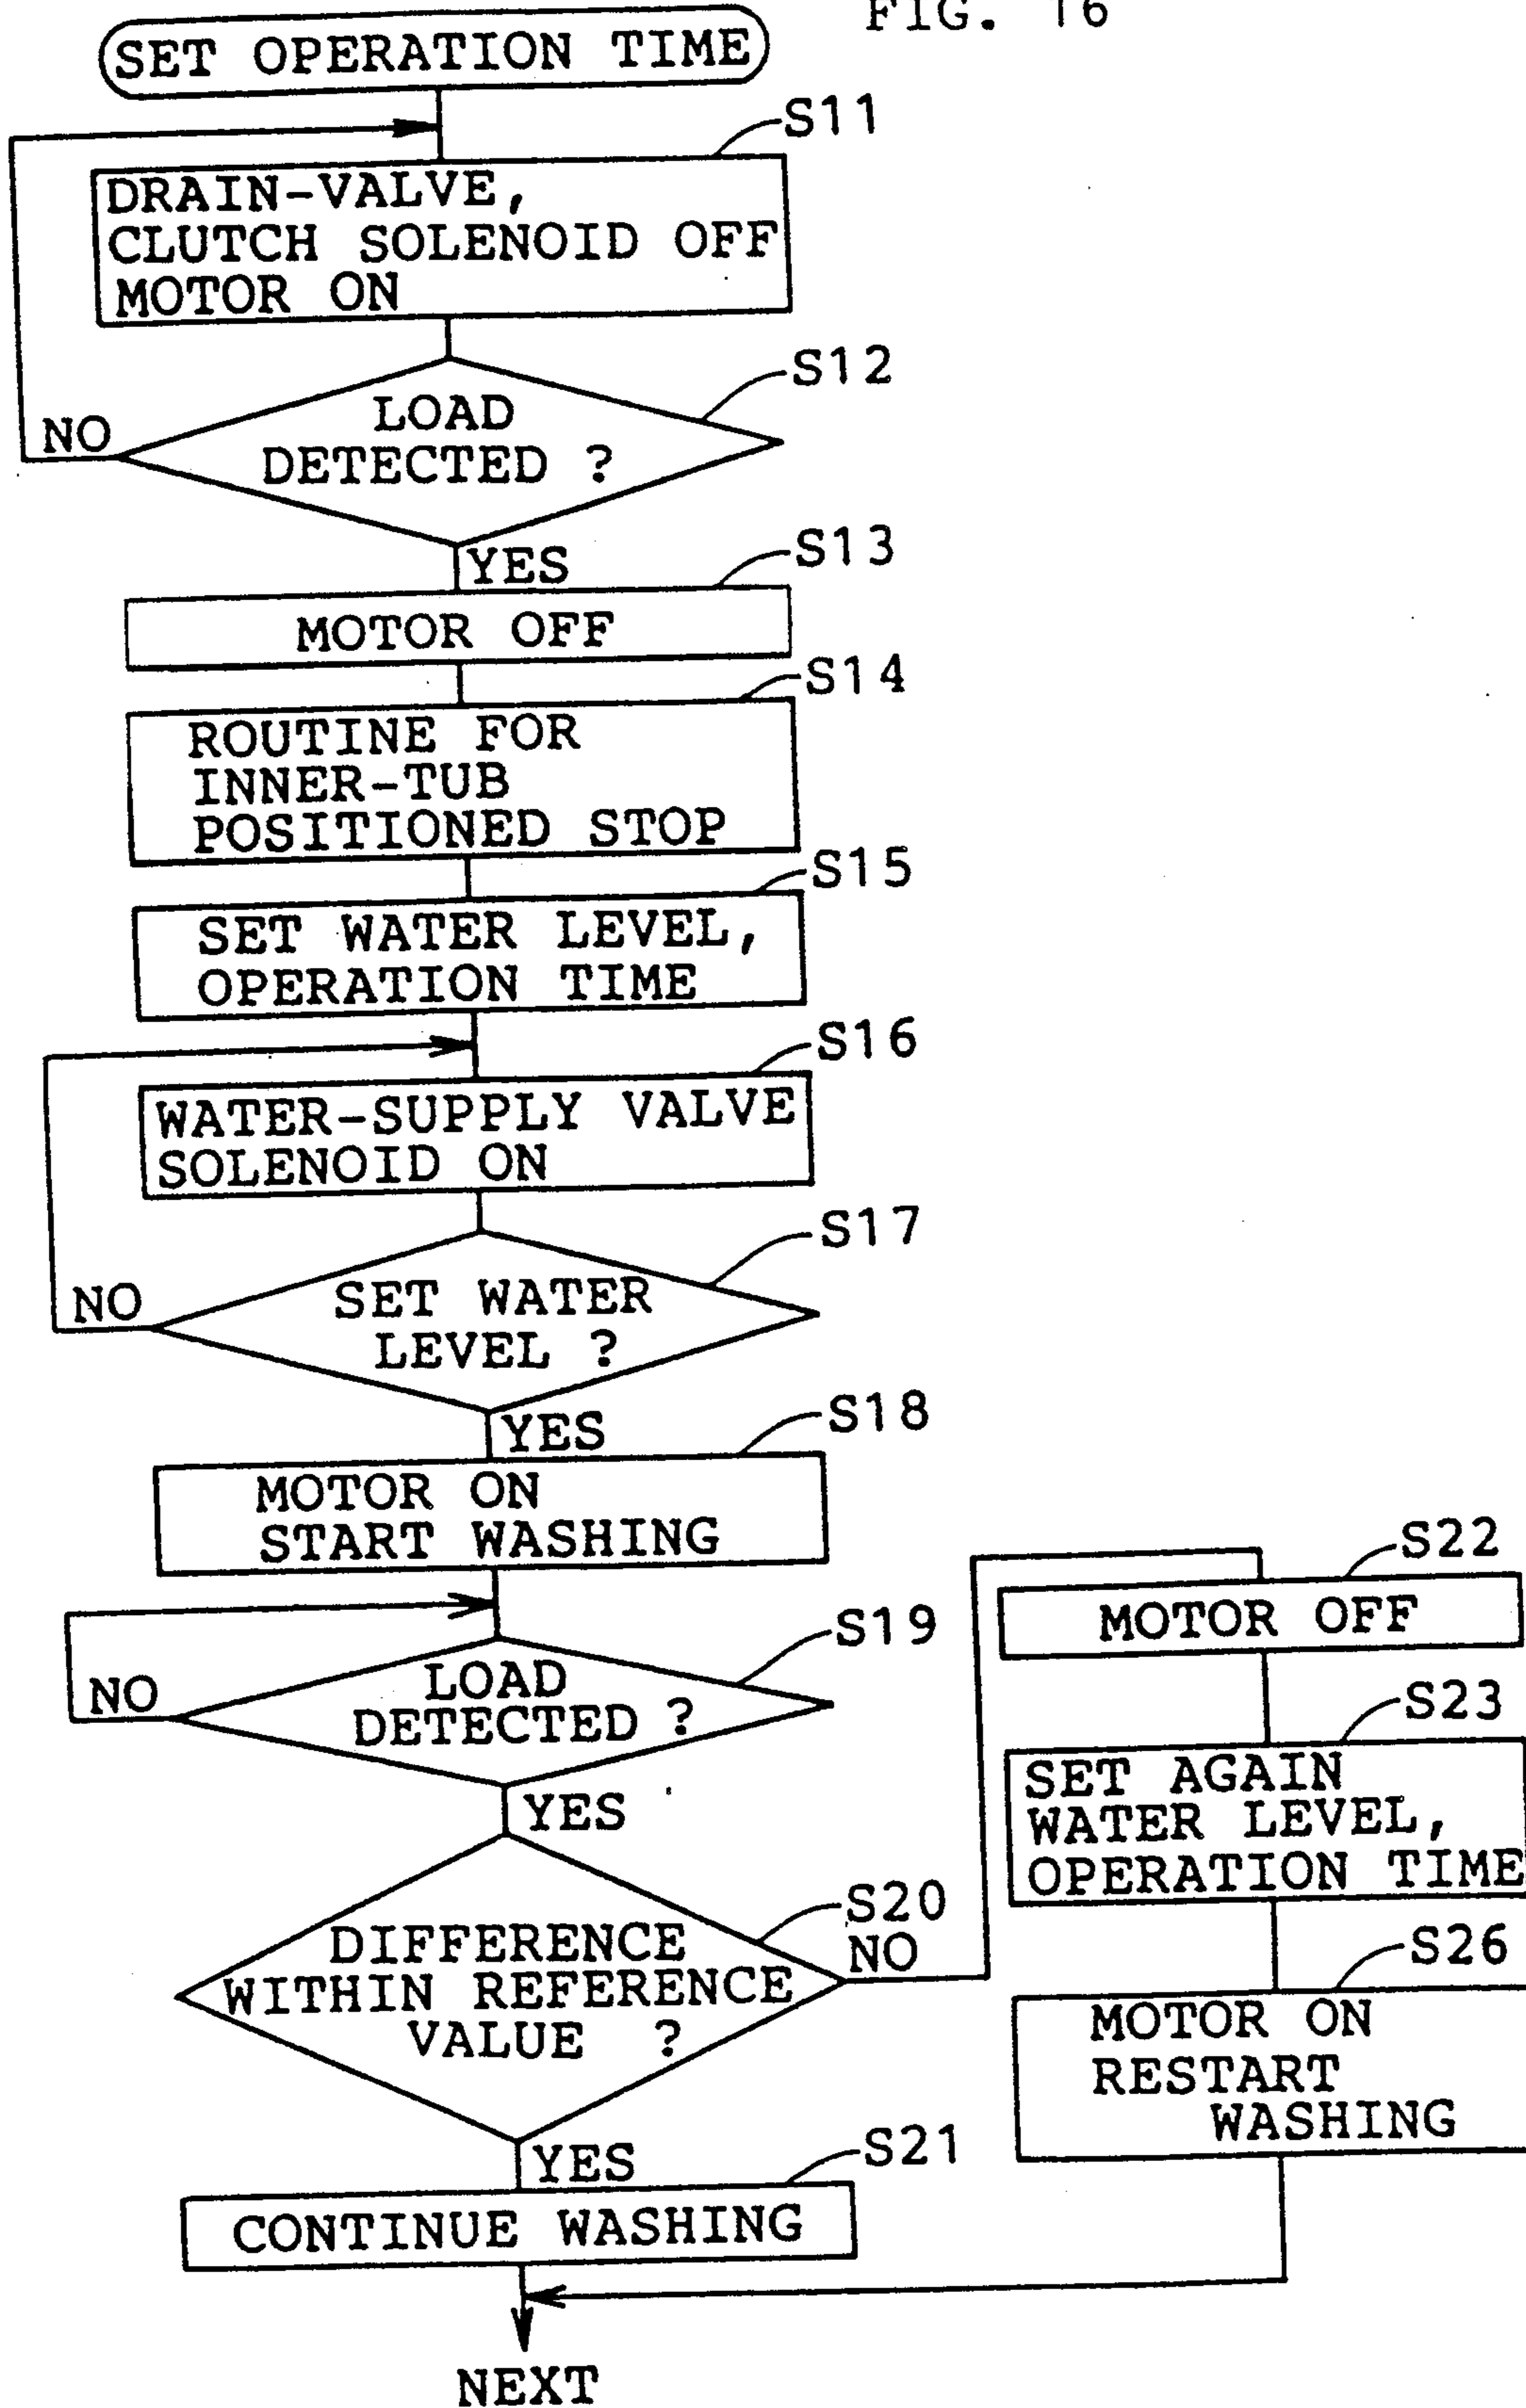 FIG. 16
SET OPERATION TIME
S11
DRAIN-VALVE,
CLUTCH SOLENOID OFF
MOTOR ON
S12
LOAD
DETECTED ?
NO
YES
S13
MOTOR OFF
S14
ROUTINE FOR
INNER-TUB
POSITIONED STOP
S15
SET WATER LEVEL,
OPERATION TIME
S16
WATER-SUPPLY VALVE
SOLENOID ON
S17
SET WATER
LEVEL ?
NO
YES
S18
MOTOR ON
START WASHING
S19
LOAD
DETECTED ?
NO
YES
S20
DIFFERENCE
WITHIN REFERENCE
VALUE ?
NO
YES
S21
CONTINUE WASHING
S22
MOTOR OFF
S23
SET AGAIN
WATER LEVEL,
OPERATION TIME
S26
MOTOR ON
RESTART
WASHING
NEXT